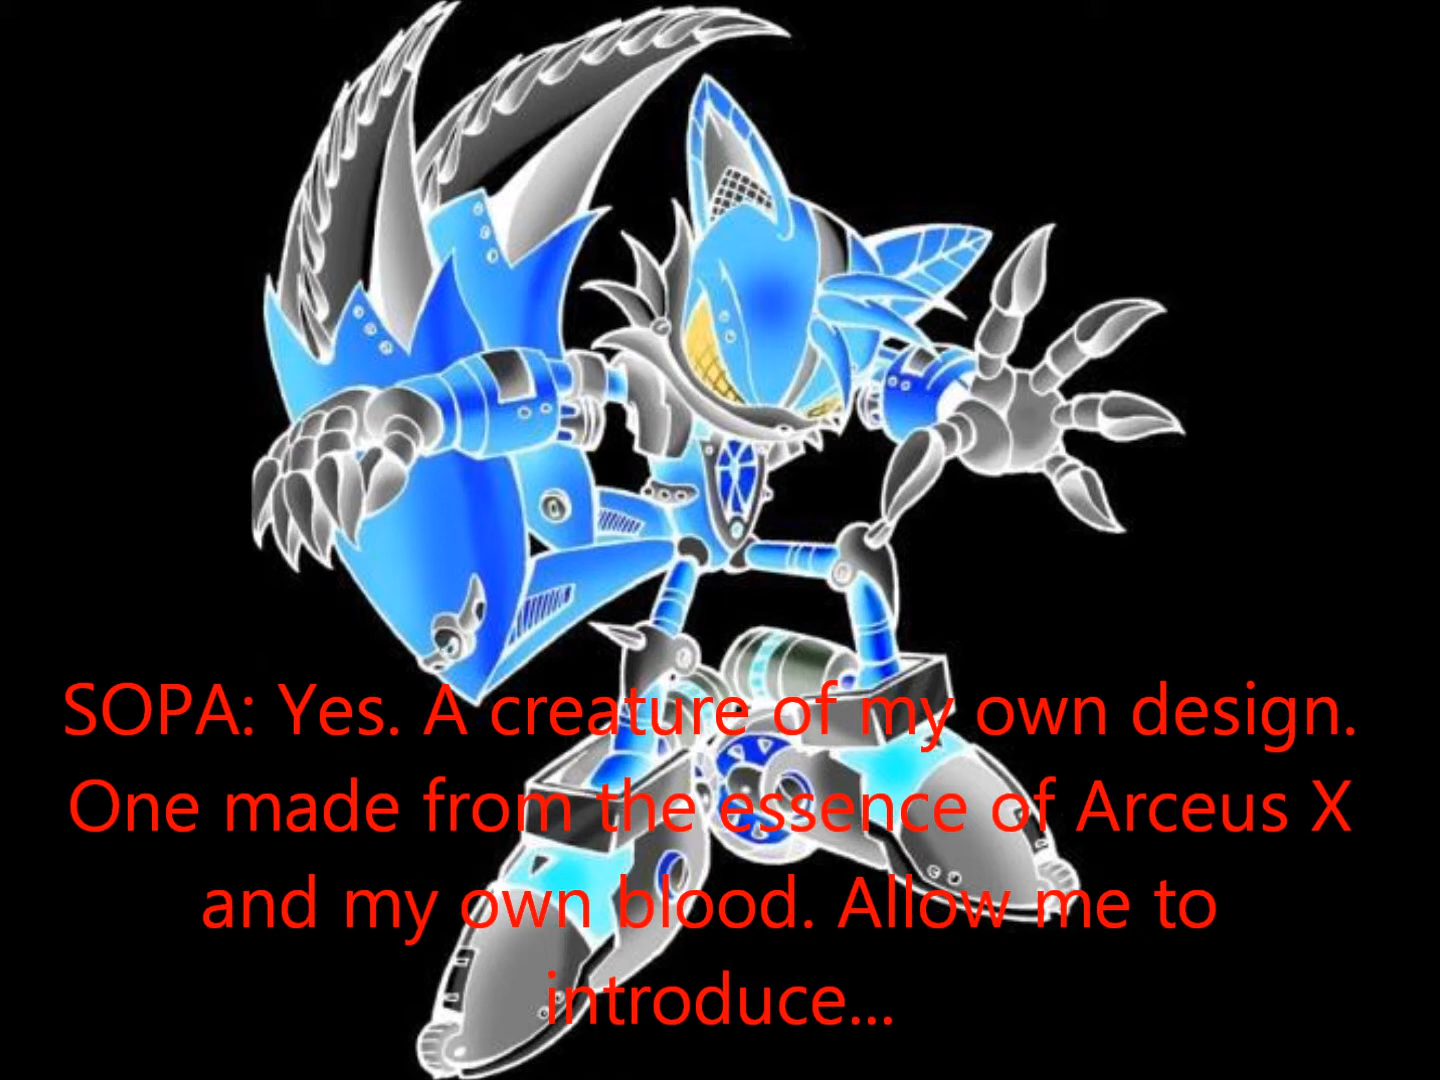 SOPA: Yes. A creature of my own design.
One made from the essence of Arceus X
and my own blood. Allow me to
introduce...